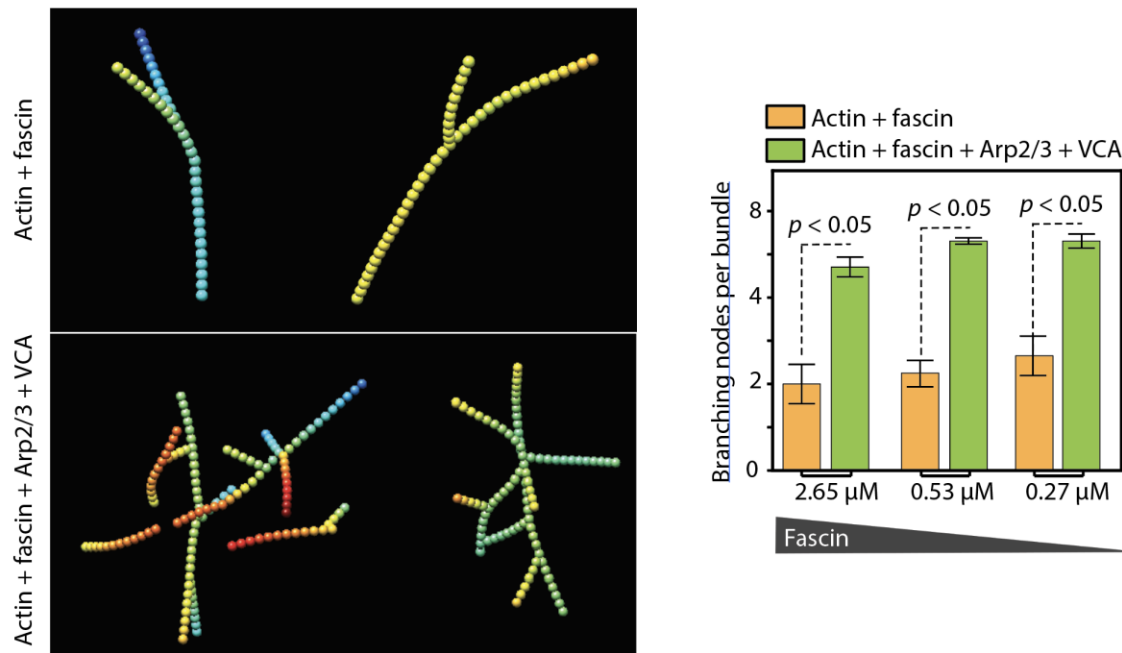 Actin + fascin
Actin + fascin + Arp2/3 + VCA
Actin + fascin
Actin + fascin + Arp2/3 + VCA
Branching nodes per bundle
8
4
2
0
p < 0.05
p < 0.05
p < 0.05
2.65 µM
0.53 µM
0.27 µM
Fascin